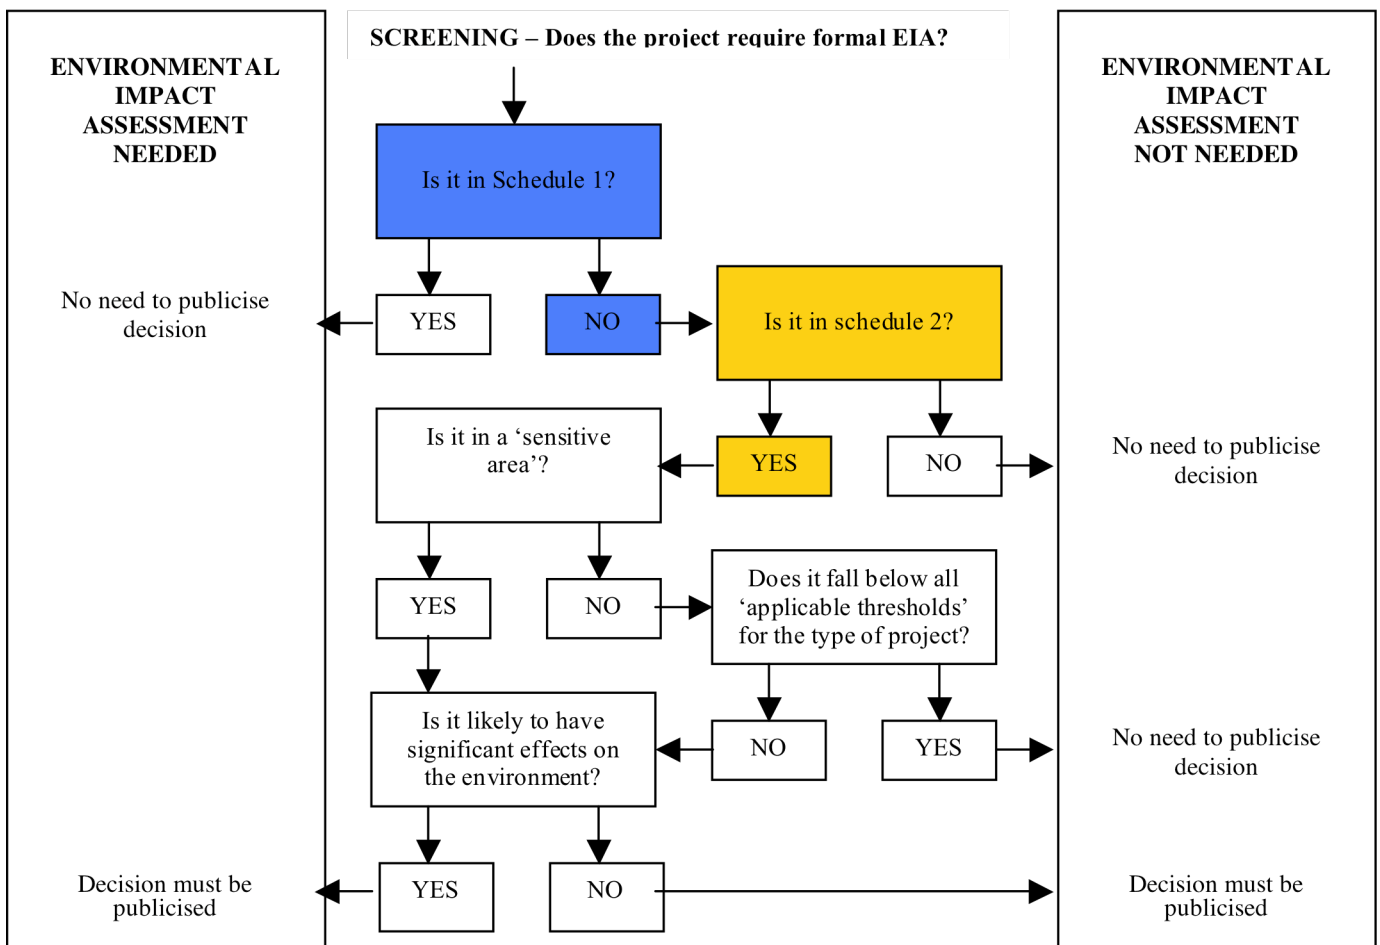 SCREENING – Does the project require formal EIA?
ENVIRONMENTAL
IMPACT
ASSESSMENT
NEEDED
ENVIRONMENTAL
IMPACT
ASSESSMENT
NOT NEEDED
Is it in Schedule 1?
No need to publicise
decision
YES
NO
Is it in schedule 2?
Is it in a ‘sensitive
area’?
YES
NO
No need to publicise
decision
YES
NO
Does it fall below all
‘applicable thresholds’
for the type of project?
Is it likely to have
significant effects on
the environment?
NO
YES
No need to publicise
decision
Decision must be
publicised
YES
NO
Decision must be
publicised